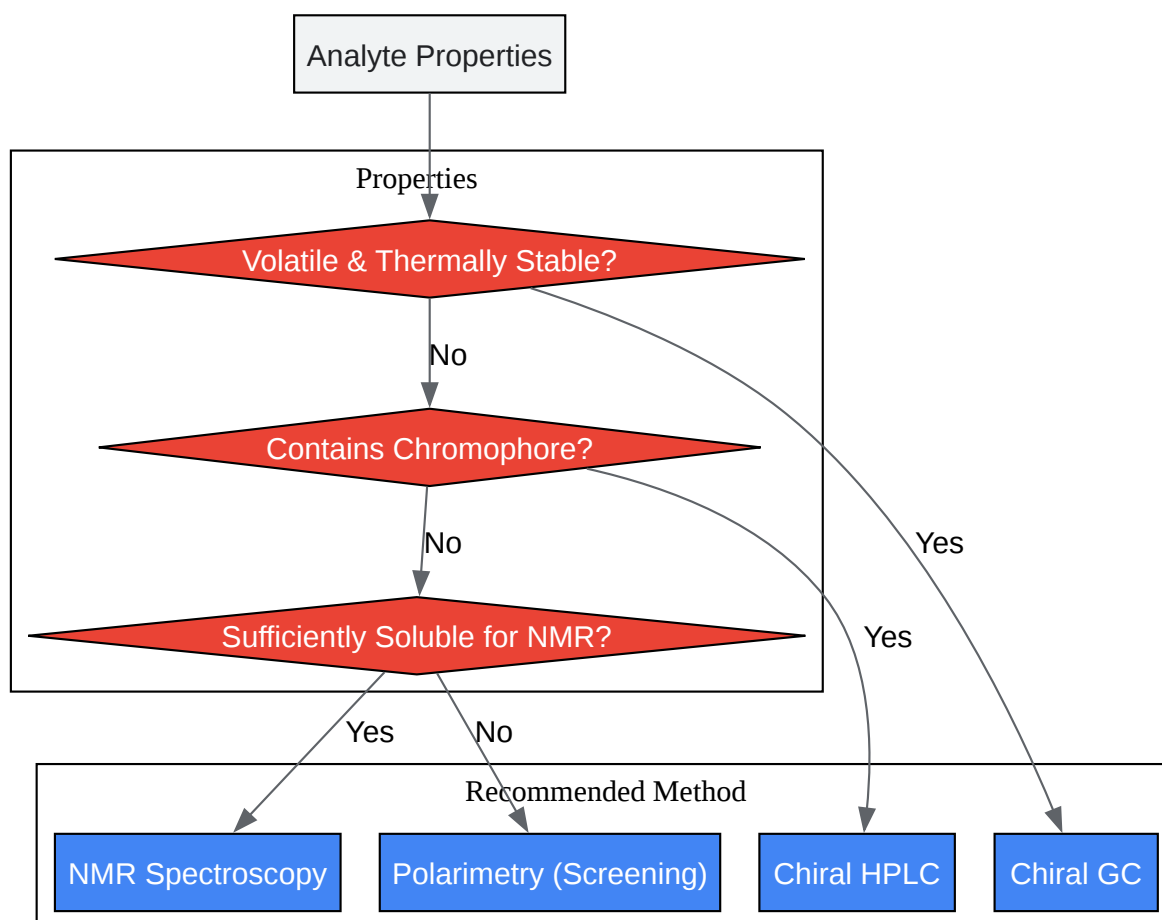 Analyte Properties
Properties
Volatile & Thermally Stable?
No
Contains Chromophore?
No
Yes
Sufficiently Soluble for NMR?
Yes
Yes
No
Recommended Method
NMR Spectroscopy
Polarimetry (Screening)
Chiral HPLC
Chiral GC